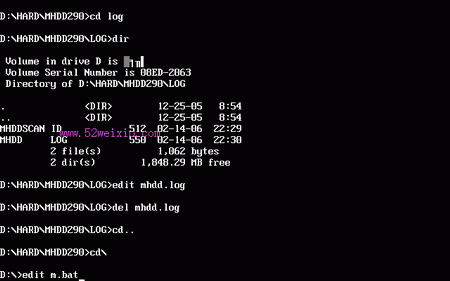 D:\HARD\MHDD290>cd log
D:\HARD\MHDD290\LOG>dir
Volume in drive D is
Volume Serial Number is 08ED-2863
Directory of D:\HARD\MHDD290\LOG
. <DIR> 12-25-05 8:54
.. <DIR> 12-25-05 8:54
MHDDSCAN ID 512 02-14-06 22:29
www.52weixiu.com
MHDD LOG 550 02-14-06 22:30
2 file(s) 1,062 bytes
2 dir(s) 1,848.29 MB free
D:\HARD\MHDD290\LOG>edit mhdd.log
D:\HARD\MHDD290\LOG>del mhdd.log
D:\HARD\MHDD290\LOG>cd..
D:\HARD\MHDD290>cd\
D:\>edit m.bat_